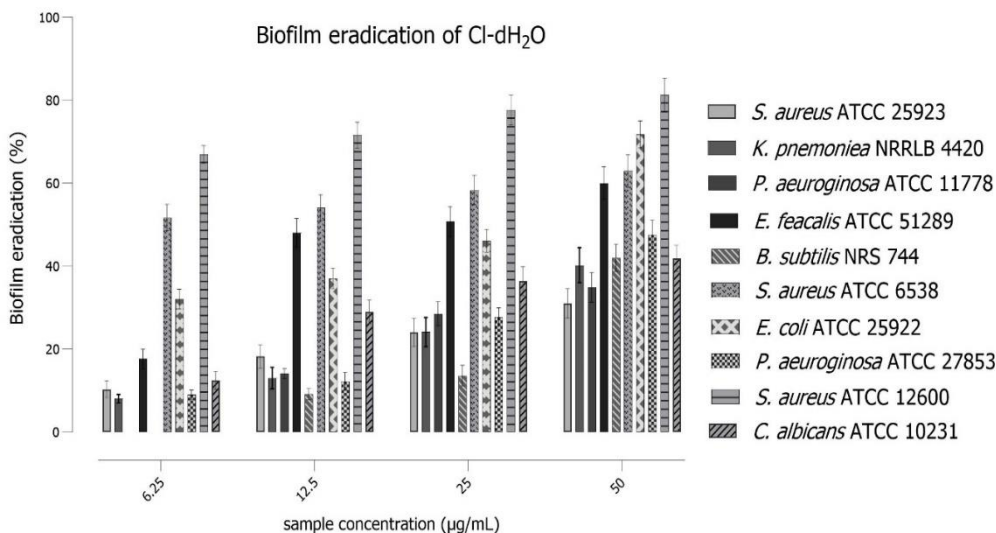 Biofilm eradication of Cl-dH₂O
Biofilm eradication (%)
100
80
60
40
20
0
6.25
12.5
25
50
sample concentration (µg/mL)
S. aureus ATCC 25923
K. pnemoniea NRRLB 4420
P. aeuroginosa ATCC 11778
E. feacalis ATCC 51289
B. subtilis NRS 744
S. aureus ATCC 6538
E. coli ATCC 25922
P. aeuroginosa ATCC 27853
S. aureus ATCC 12600
C. albicans ATCC 10231